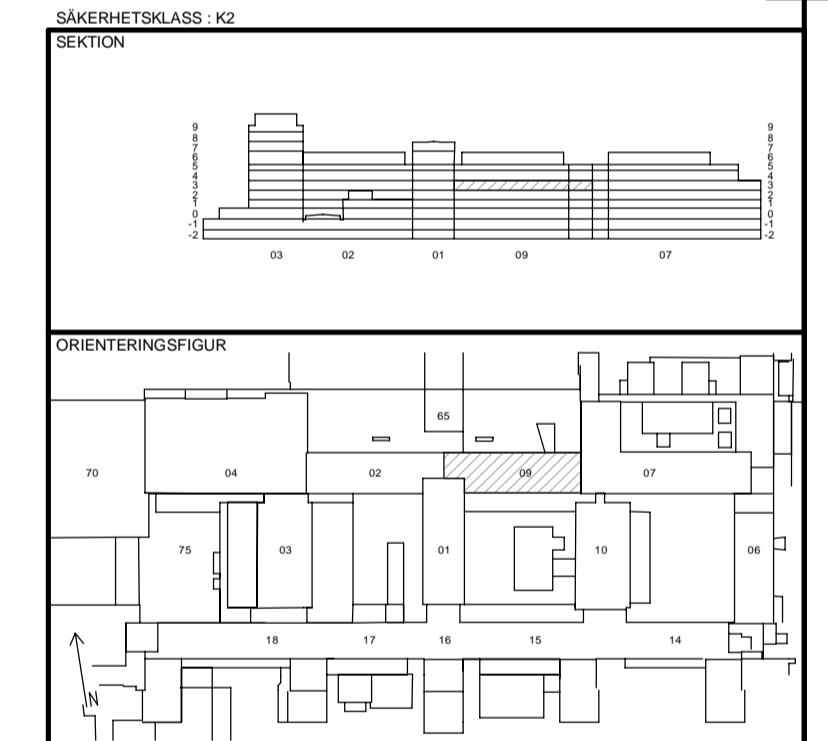 SÄKERHETSKLASS : K2
SEKTION
9 9
8 8
7 7
6 6
5 5
4 4
3 3
2 2
1 1
0 0
-1 -1
-2 -2
03 02 01 09 07
ORIENTERINGSFIGUR
65
70 04 02 09 07
75 03 01 10 06
18 17 16 15 14
N